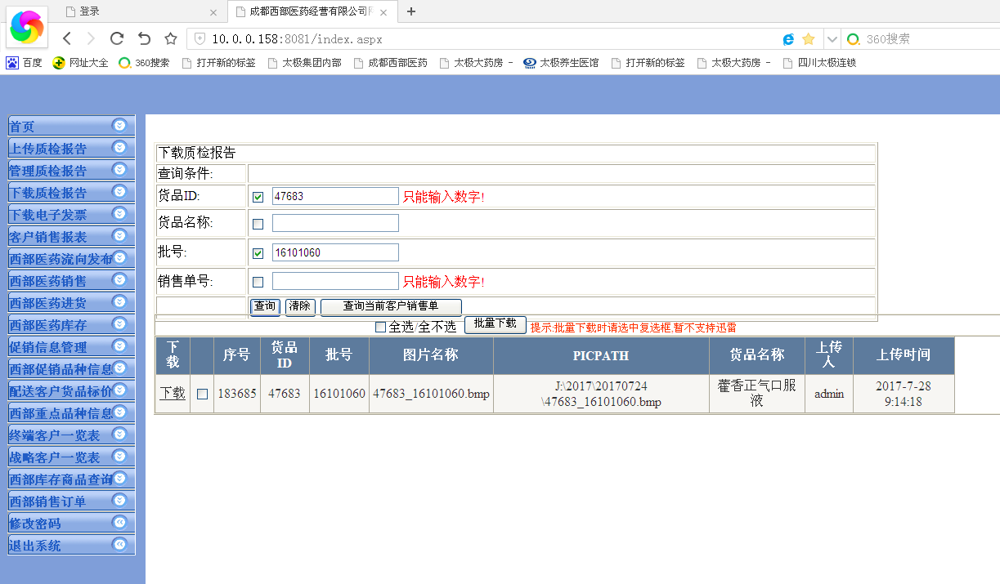 登录
成都西部医药经营有限公司
10.0.0.158:8081/index.aspx
360搜索
百度 网址大全 360搜索 打开新的标签 太极集团内部 成都西部医药 太极大药房 - 太极养生医馆 打开新的标签 太极大药房 - 四川太极连锁
首页
上传质检报告
管理质检报告
下载质检报告
下载电子发票
客户销售报表
西部医药流向发布
西部医药销售
西部医药进货
西部医药库存
促销信息管理
西部促销品种信息
配送客户货品标价
西部重点品种信息
终端客户一览表
战略客户一览表
西部库存商品查询
西部销售订单
修改密码
退出系统
下载质检报告
查询条件:
货品ID: 47683 只能输入数字!
货品名称:
批号: 16101060
销售单号: 只能输入数字!
查询 清除 查询当前客户销售单
全选/全不选 批量下载 提示:批量下载时请选中复选框,暂不支持迅雷
下载 序号 货品ID 批号 图片名称 PICPATH 货品名称 上传人 上传时间
下载 183685 47683 16101060 47683_16101060.bmp J:\2017\20170724\47683_16101060.bmp 藿香正气口服液 admin 2017-7-28 9:14:18